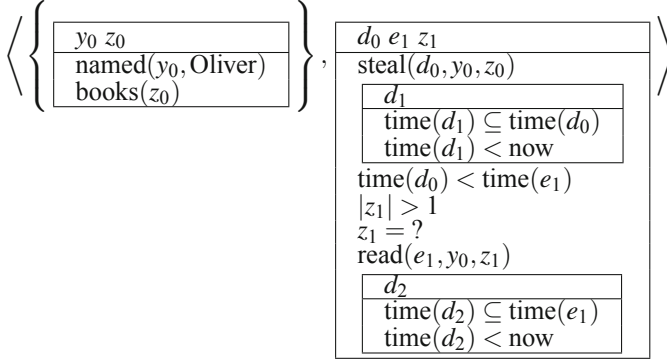 y₀ z₀
named(y₀, Oliver)
books(z₀)
,
d₀ e₁ z₁
steal(d₀, y₀, z₀)
d₁
time(d₁) ⊆ time(d₀)
time(d₁) < now
time(d₀) < time(e₁)
|z₁| > 1
z₁ = ?
read(e₁, y₀, z₁)
d₂
time(d₂) ⊆ time(e₁)
time(d₂) < now